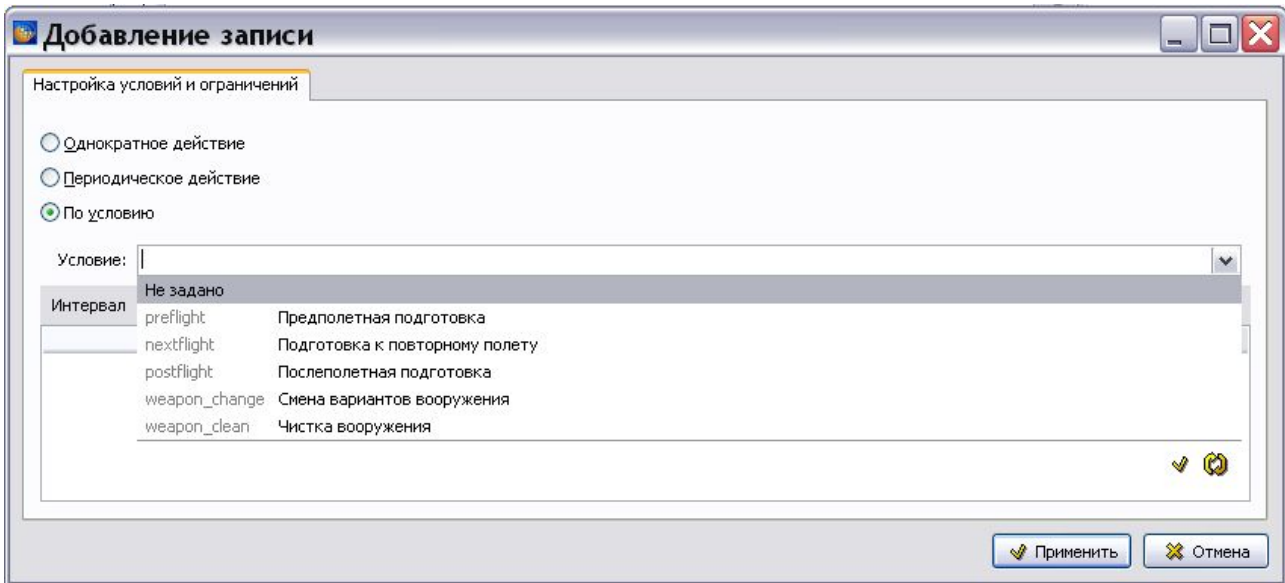 Добавление записи
Настройка условий и ограничений
Однократное действие
Периодическое действие
По условию
Условие:
Не задано
Интервал
preflight Предполетная подготовка
nextflight Подготовка к повторному полету
postflight Послеполетная подготовка
weapon_change Смена вариантов вооружения
weapon_clean Чистка вооружения
Применить Отмена